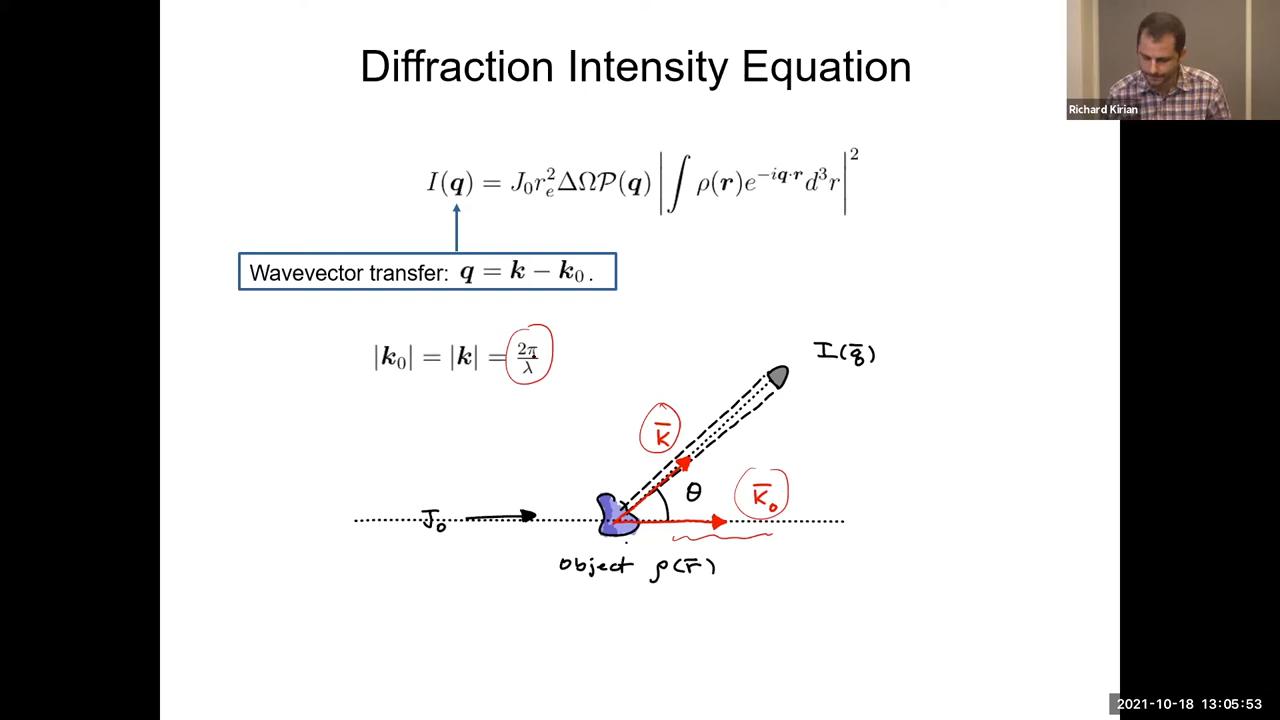 Diffraction Intensity Equation
Richard Kirian
I(q) = J₀rₑ²ΔΩP(q) |∫ ρ(r)e^{-iq·r}d³r|²
Wavevector transfer: q = k − k₀.
|k₀| = |k| = 2π/λ
I(q̄)
k̄
θ
k̄₀
J₀
Object ρ(r̄)
2021-10-18 13:05:53